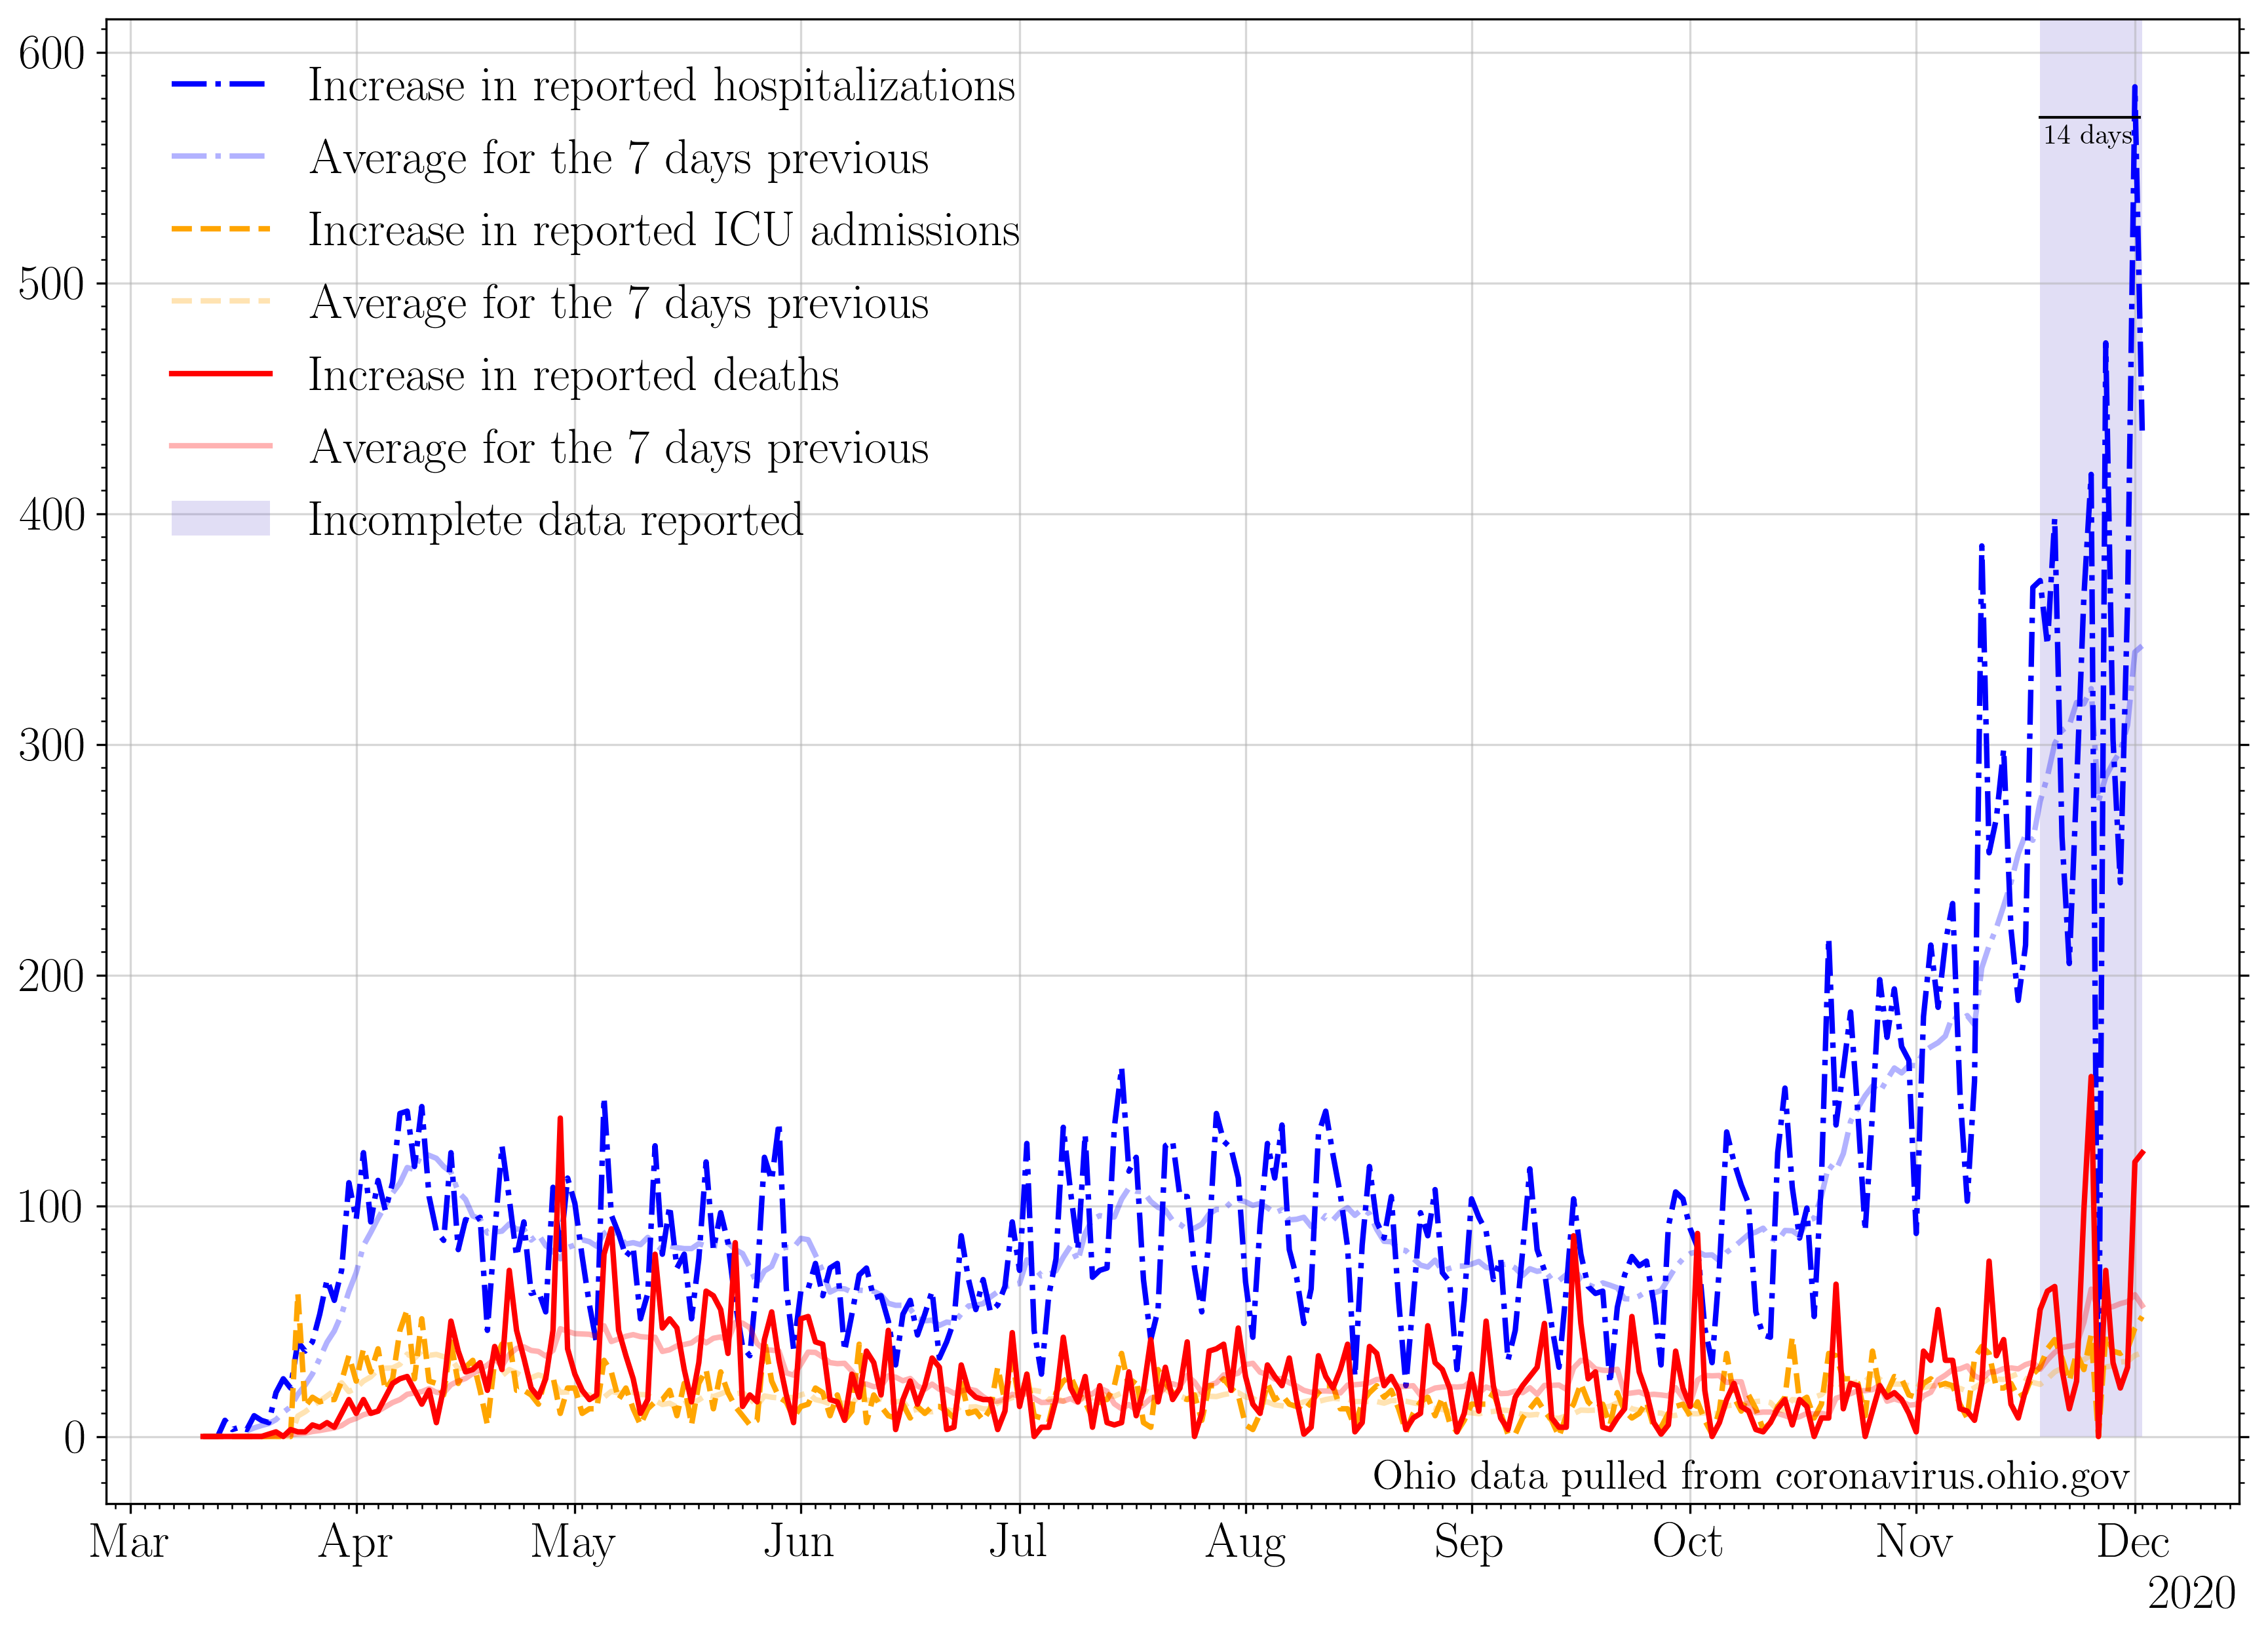 600
500
400
300
200
100
0
Increase in reported hospitalizations
Average for the 7 days previous
Increase in reported ICU admissions
Average for the 7 days previous
Increase in reported deaths
Average for the 7 days previous
Incomplete data reported
14 days
Ohio data pulled from coronavirus.ohio.gov
Mar Apr May Jun Jul Aug Sep Oct Nov Dec
2020